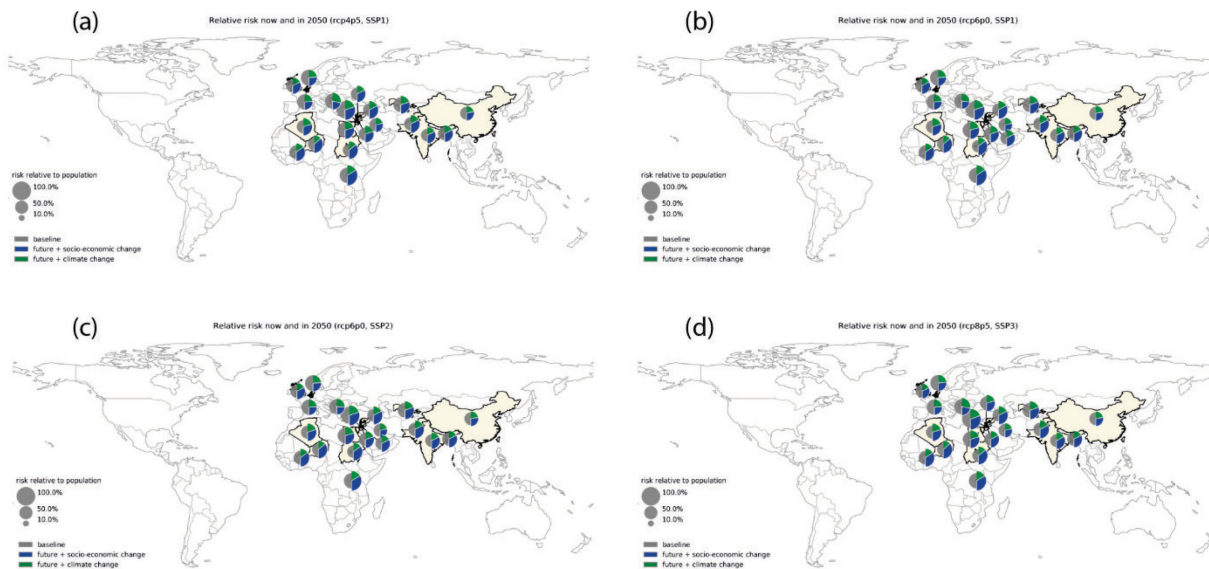 (a)
Relative risk now and in 2050 (rcp4p5, SSP1)
risk relative to population
100.0%
50.0%
10.0%
baseline
future + socio-economic change
future + climate change
(b)
Relative risk now and in 2050 (rcp6p0, SSP1)
risk relative to population
100.0%
50.0%
10.0%
baseline
future + socio-economic change
future + climate change
(c)
Relative risk now and in 2050 (rcp6p0, SSP2)
risk relative to population
100.0%
50.0%
10.0%
baseline
future + socio-economic change
future + climate change
(d)
Relative risk now and in 2050 (rcp8p5, SSP3)
risk relative to population
100.0%
50.0%
10.0%
baseline
future + socio-economic change
future + climate change